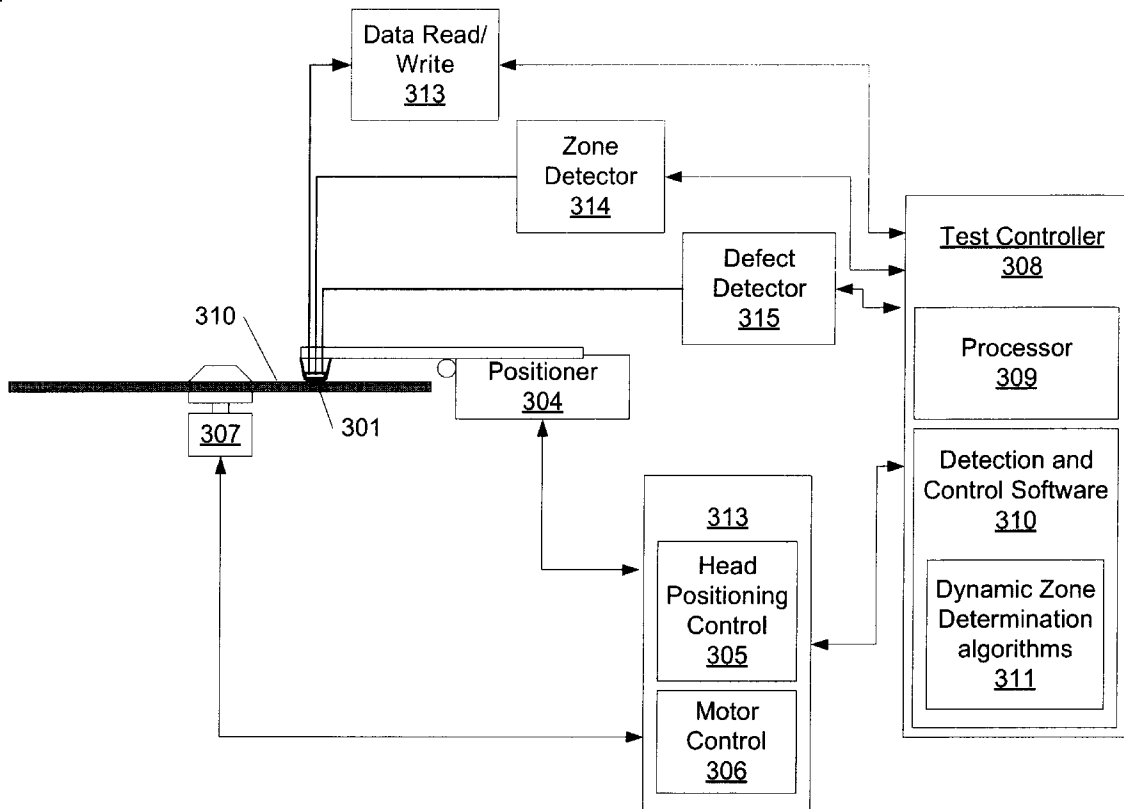 Data Read/
Write
313
Zone
Detector
314
Test Controller
308
Defect
Detector
315
310
Processor
309
Positioner
304
301
307
Detection and
Control Software
310
313
Head
Positioning
Control
305
Dynamic Zone
Determination
algorithms
311
Motor
Control
306